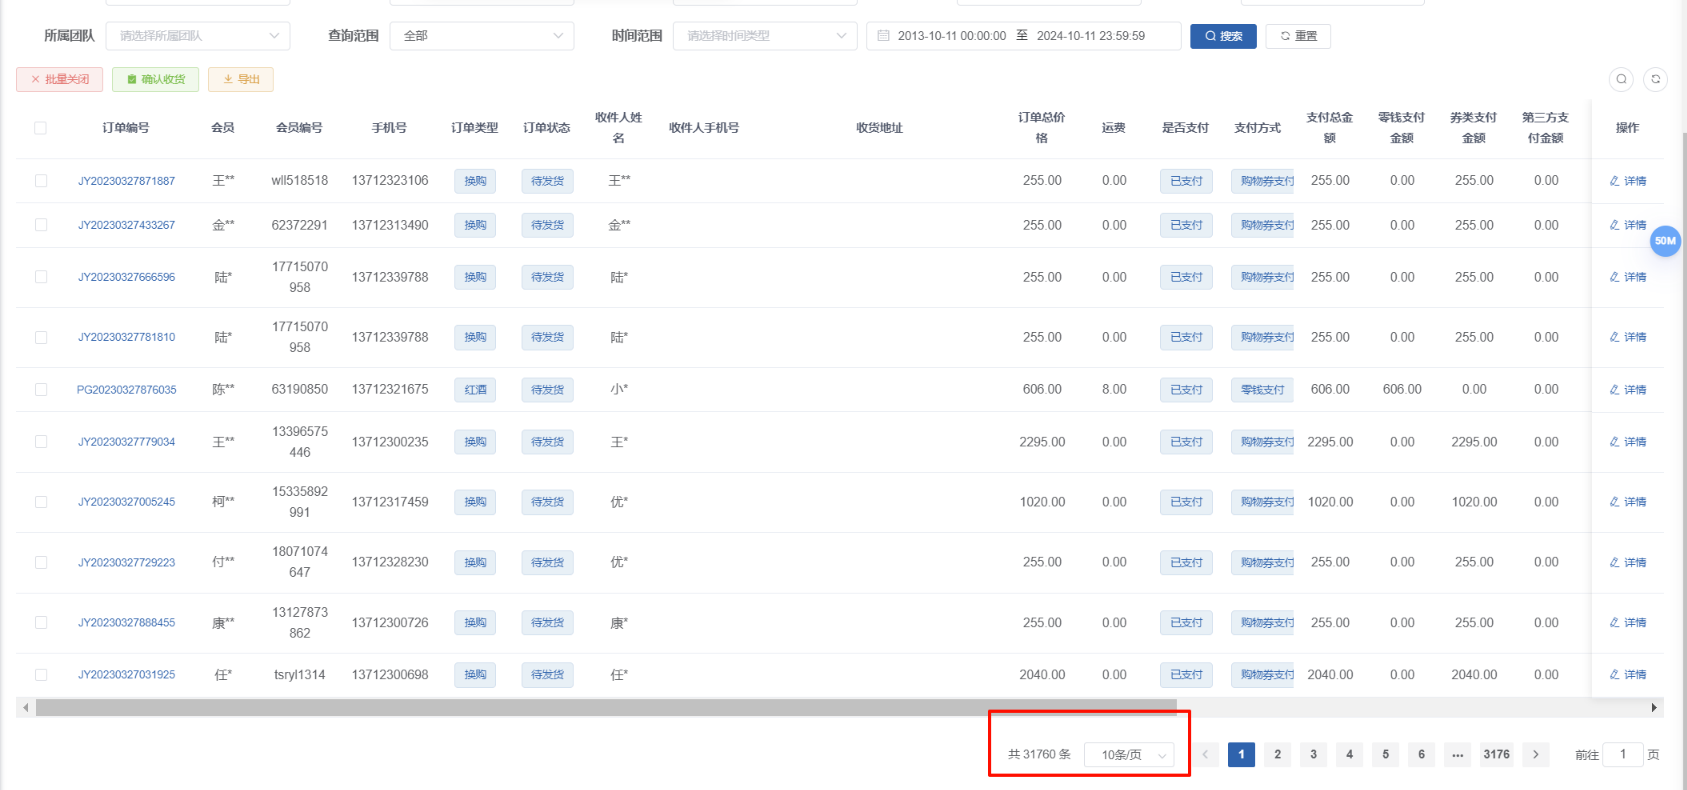 所属团队 请选择所属团队 查询范围 全部 时间范围 请选择时间类型 2013-10-11 00:00:00 至 2024-10-11 23:59:59 搜索 重置
批量关闭 确认收货 导出
订单编号 会员 会员编号 手机号 订单类型 订单状态 收件人姓名 收件人手机号 收货地址 订单总价格 运费 是否支付 支付方式 支付总金额 零钱支付金额 券类支付金额 第三方支付金额 操作
JY20230327871887 王** wll518518 13712323106 换购 待发货 王** 255.00 0.00 已支付 购物券支付 255.00 0.00 255.00 0.00 详情
JY20230327433267 金** 62372291 13712313490 换购 待发货 金** 255.00 0.00 已支付 购物券支付 255.00 0.00 255.00 0.00 详情
50M
JY20230327666596 陆* 17715070958 13712339788 换购 待发货 陆* 255.00 0.00 已支付 购物券支付 255.00 0.00 255.00 0.00 详情
JY20230327781810 陆* 17715070958 13712339788 换购 待发货 陆* 255.00 0.00 已支付 购物券支付 255.00 0.00 255.00 0.00 详情
PG20230327876035 陈** 63190850 13712321675 红酒 待发货 小* 606.00 8.00 已支付 零钱支付 606.00 606.00 0.00 0.00 详情
JY20230327779034 王** 13396575446 13712300235 换购 待发货 王* 2295.00 0.00 已支付 购物券支付 2295.00 0.00 2295.00 0.00 详情
JY20230327005245 柯** 15335892991 13712317459 换购 待发货 优* 1020.00 0.00 已支付 购物券支付 1020.00 0.00 1020.00 0.00 详情
JY20230327729223 付** 18071074647 13712328230 换购 待发货 优* 255.00 0.00 已支付 购物券支付 255.00 0.00 255.00 0.00 详情
JY20230327888455 康** 13127873862 13712300726 换购 待发货 康* 255.00 0.00 已支付 购物券支付 255.00 0.00 255.00 0.00 详情
JY20230327031925 任* tsryl1314 13712300698 换购 待发货 任* 2040.00 0.00 已支付 购物券支付 2040.00 0.00 2040.00 0.00 详情
共 31760 条 10条/页 1 2 3 4 5 6 ... 3176 前往 1 页